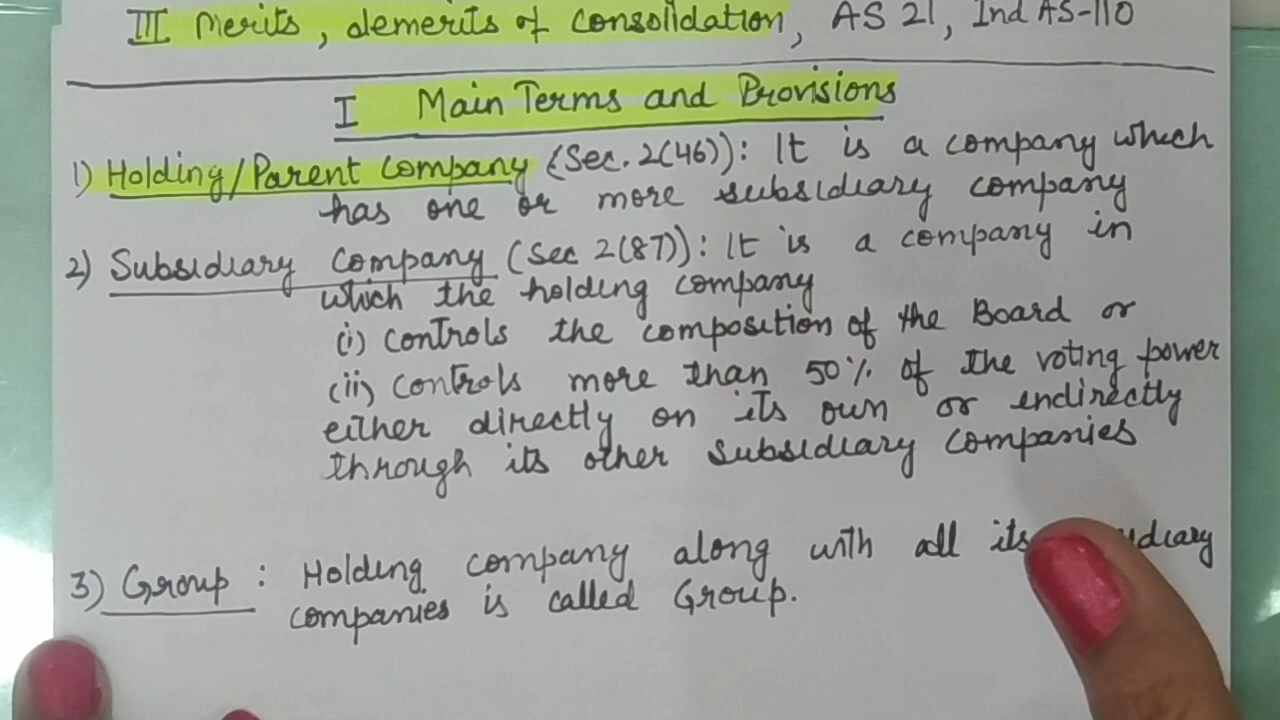 III Merits, demerits of consolidation, AS 21, Ind AS-110
I Main Terms and Provisions
1) Holding/Parent Company (Sec. 2(46)): It is a company which
has one or more subsidiary company
2) Subsidiary Company (Sec 2(87)): It is a company in
which the holding company
(i) controls the composition of the Board or
(ii) controls more than 50% of the voting power
either directly on its own or indirectly
through its other subsidiary companies
3) Group: Holding company along with all its
companies is called Group.